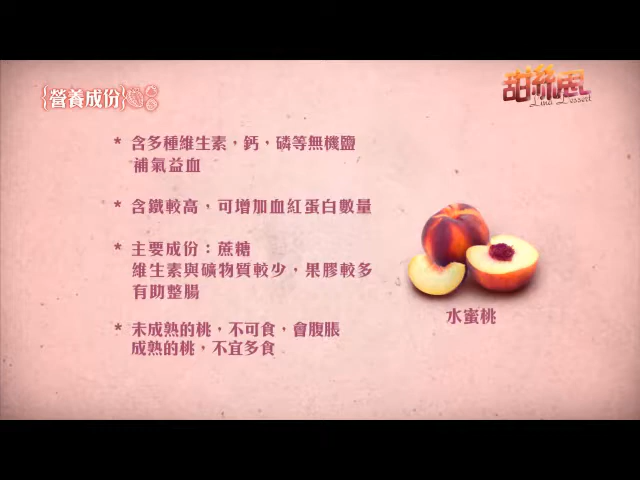 {營養成份}
甜絲風
Lina Dessert
* 含多種維生素，鈣，磷等無機鹽
補氣益血
* 含鐵較高，可增加血紅蛋白數量
* 主要成份：蔗糖
維生素與礦物質較少，果膠較多
有助整腸
* 未成熟的桃，不可食，會腹脹
成熟的桃，不宜多食
水蜜桃